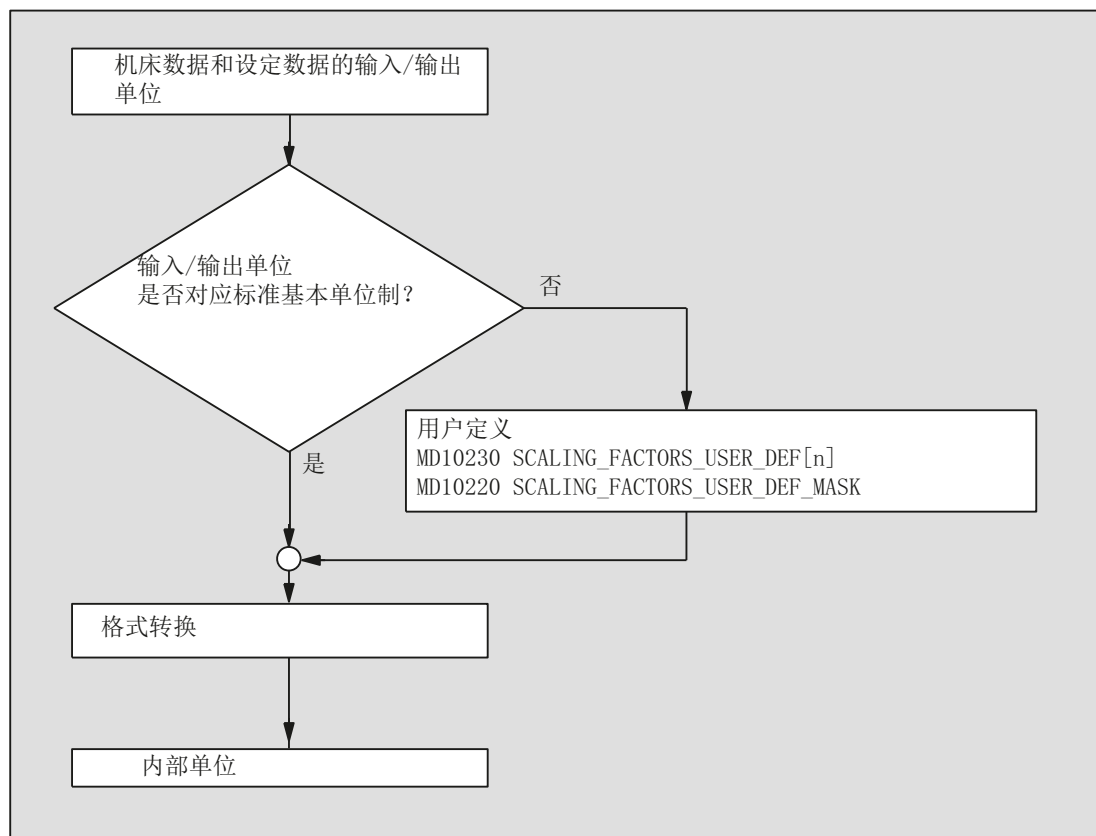 机床数据和设定数据的输入/输出
单位
输入/输出单位
是否对应标准基本单位制？
否
用户定义
MD10230 SCALING_FACTORS_USER_DEF[n]
MD10220 SCALING_FACTORS_USER_DEF_MASK
是
格式转换
内部单位